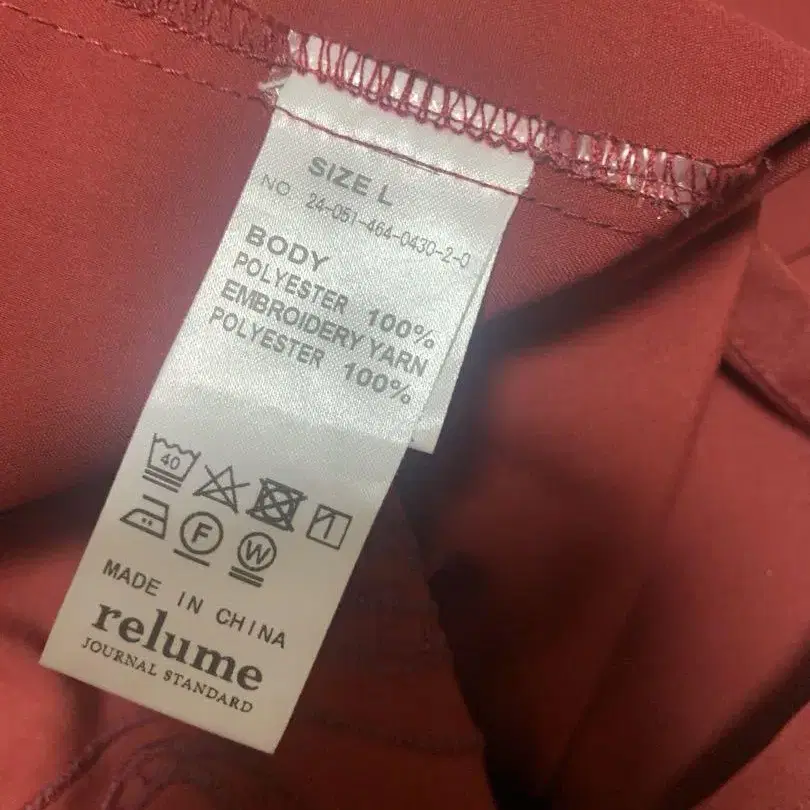 SIZE L
NO 24-051-464-0430-2-0
BODY
POLYESTER 100%
EMBROIDERY YARN
POLYESTER 100%
40
F W
MADE IN CHINA
relume
JOURNAL STANDARD